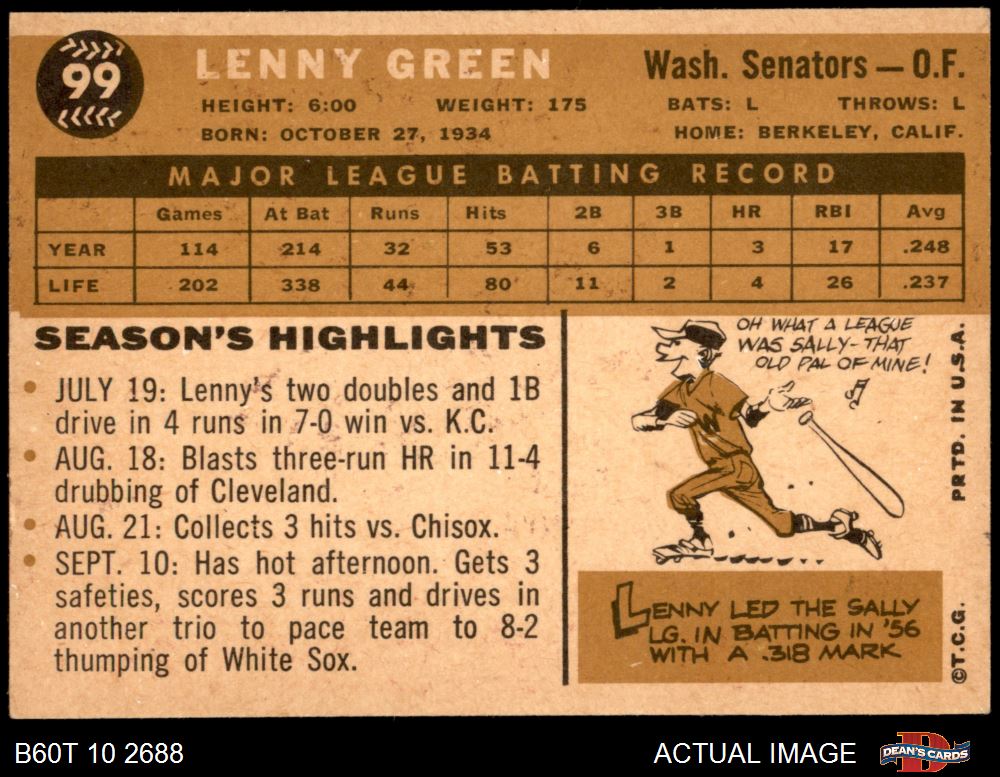 99
LENNY GREEN
Wash. Senators — O.F.
HEIGHT: 6:00 WEIGHT: 175 BATS: L THROWS: L
BORN: OCTOBER 27, 1934 HOME: BERKELEY, CALIF.
MAJOR LEAGUE BATTING RECORD
Games At Bat Runs Hits 2B 3B HR RBI Avg
YEAR 114 214 32 53 6 1 3 17 .248
LIFE 202 338 44 80 11 2 4 26 .237
SEASON'S HIGHLIGHTS
• JULY 19: Lenny's two doubles and 1B
drive in 4 runs in 7-0 win vs. K.C.
• AUG. 18: Blasts three-run HR in 11-4
drubbing of Cleveland.
• AUG. 21: Collects 3 hits vs. Chisox.
• SEPT. 10: Has hot afternoon. Gets 3
safeties, scores 3 runs and drives in
another trio to pace team to 8-2
thumping of White Sox.
OH WHAT A LEAGUE
WAS SALLY-THAT
OLD PAL OF MINE!
W
LENNY LED THE SALLY
LG. IN BATTING IN '56
WITH A .318 MARK
PRTD. IN U.S.A.
©T.C.G.
B60T 10 2688
ACTUAL IMAGE
DEAN'S CARDS